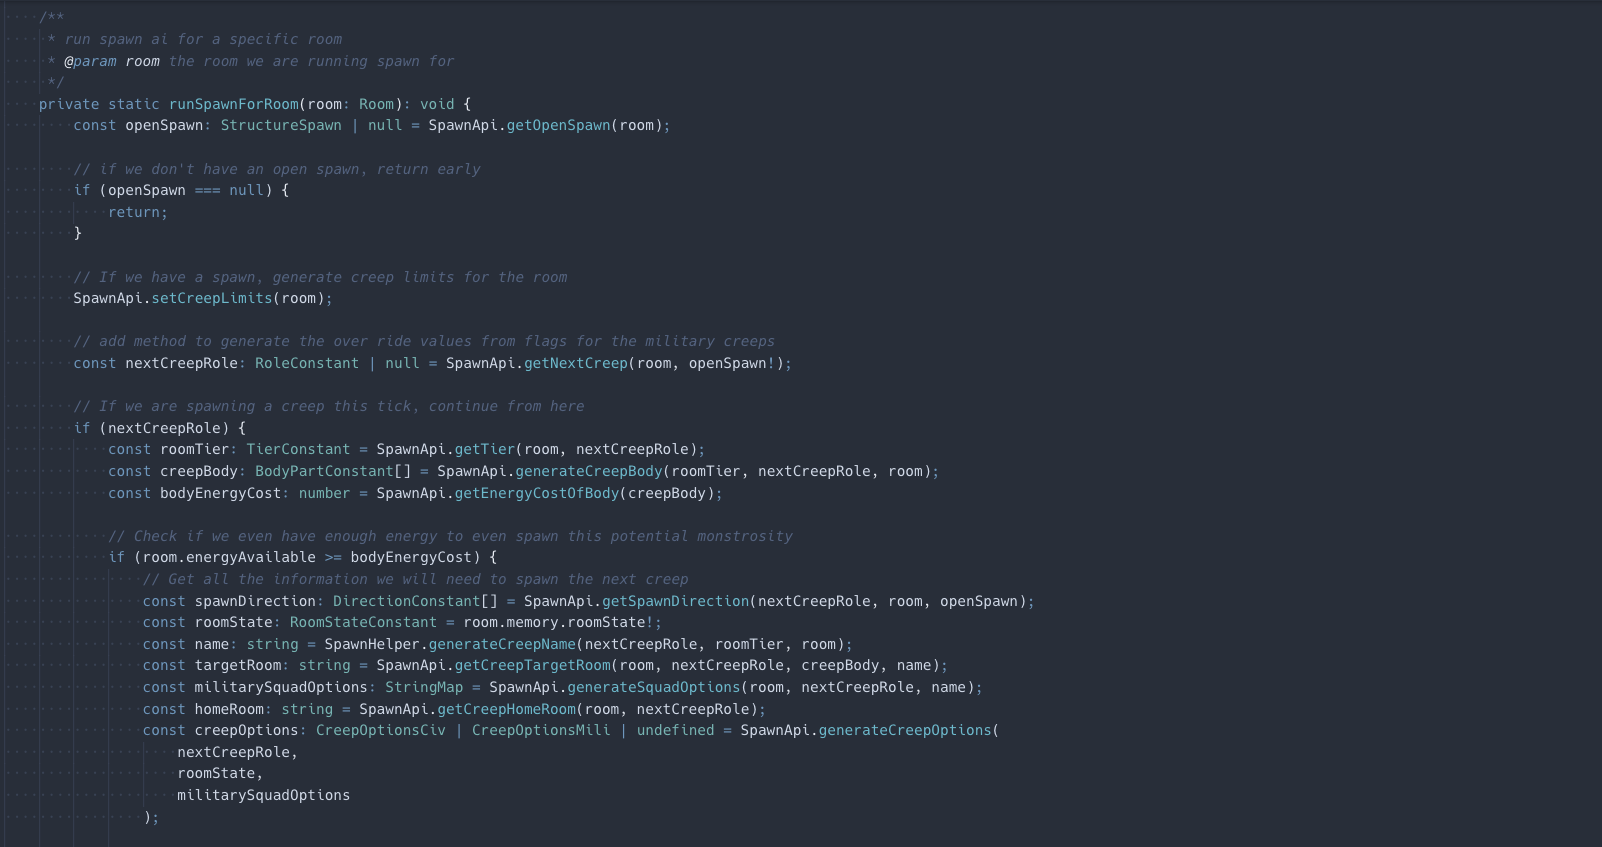 /**
 * run spawn ai for a specific room
 * @param room the room we are running spawn for
 */
private static runSpawnForRoom(room: Room): void {
    const openSpawn: StructureSpawn | null = SpawnApi.getOpenSpawn(room);

    // if we don't have an open spawn, return early
    if (openSpawn === null) {
        return;
    }

    // If we have a spawn, generate creep limits for the room
    SpawnApi.setCreepLimits(room);

    // add method to generate the over ride values from flags for the military creeps
    const nextCreepRole: RoleConstant | null = SpawnApi.getNextCreep(room, openSpawn!);

    // If we are spawning a creep this tick, continue from here
    if (nextCreepRole) {
        const roomTier: TierConstant = SpawnApi.getTier(room, nextCreepRole);
        const creepBody: BodyPartConstant[] = SpawnApi.generateCreepBody(roomTier, nextCreepRole, room);
        const bodyEnergyCost: number = SpawnApi.getEnergyCostOfBody(creepBody);

        // Check if we even have enough energy to even spawn this potential monstrosity
        if (room.energyAvailable >= bodyEnergyCost) {
            // Get all the information we will need to spawn the next creep
            const spawnDirection: DirectionConstant[] = SpawnApi.getSpawnDirection(nextCreepRole, room, openSpawn);
            const roomState: RoomStateConstant = room.memory.roomState!;
            const name: string = SpawnHelper.generateCreepName(nextCreepRole, roomTier, room);
            const targetRoom: string = SpawnApi.getCreepTargetRoom(room, nextCreepRole, creepBody, name);
            const militarySquadOptions: StringMap = SpawnApi.generateSquadOptions(room, nextCreepRole, name);
            const homeRoom: string = SpawnApi.getCreepHomeRoom(room, nextCreepRole);
            const creepOptions: CreepOptionsCiv | CreepOptionsMili | undefined = SpawnApi.generateCreepOptions(
                nextCreepRole,
                roomState,
                militarySquadOptions
            );